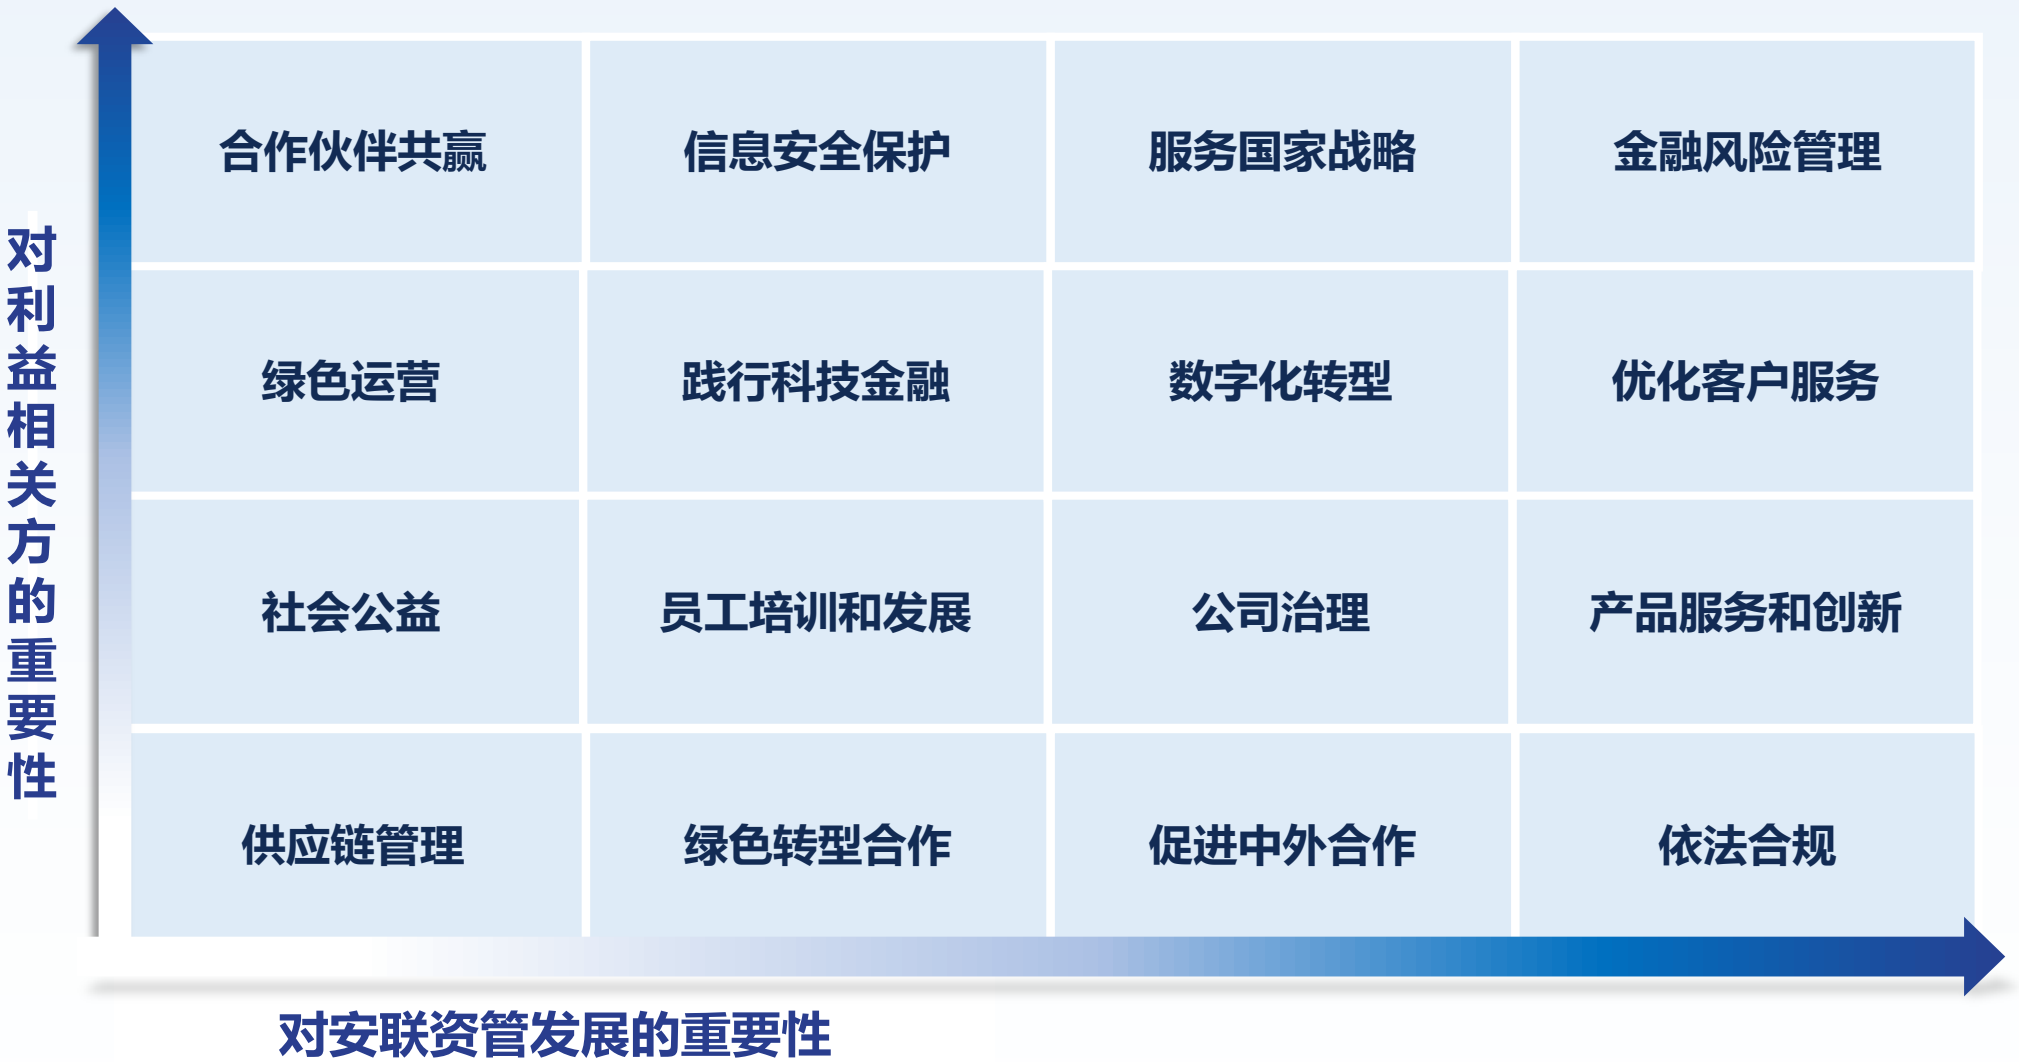 对利益相关方的重要性
合作伙伴共赢 信息安全保护 服务国家战略 金融风险管理
绿色运营 践行科技金融 数字化转型 优化客户服务
社会公益 员工培训和发展 公司治理 产品服务和创新
供应链管理 绿色转型合作 促进中外合作 依法合规
对安联资管发展的重要性